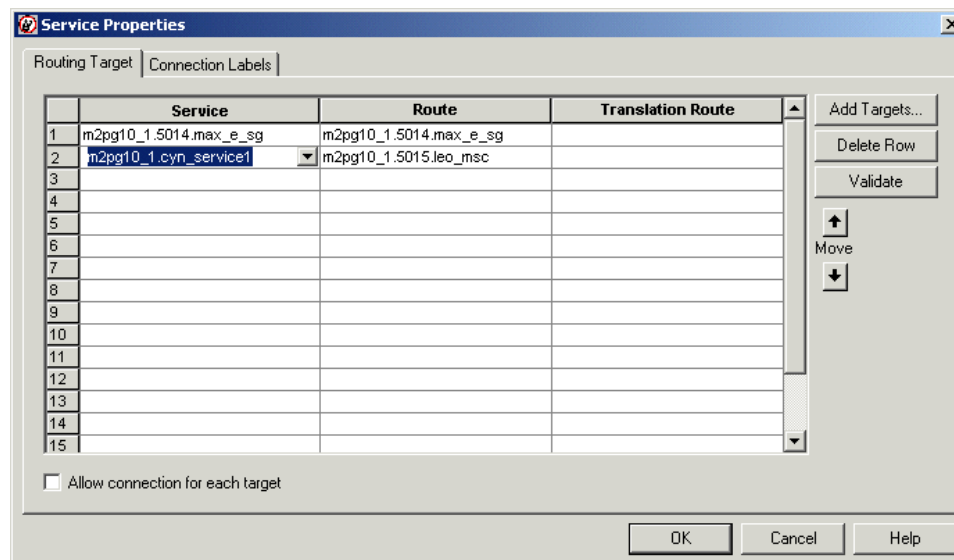 Service Properties
Routing Target
Connection Labels
Service Route Translation Route
1 m2pg10_1.5014.max_e_sg m2pg10_1.5014.max_e_sg
2 m2pg10_1.cyn_service1 m2pg10_1.5015.leo_msc
3
4
5
6
7
8
9
10
11
12
13
14
15
Add Targets...
Delete Row
Validate
Move
Allow connection for each target
OK
Cancel
Help